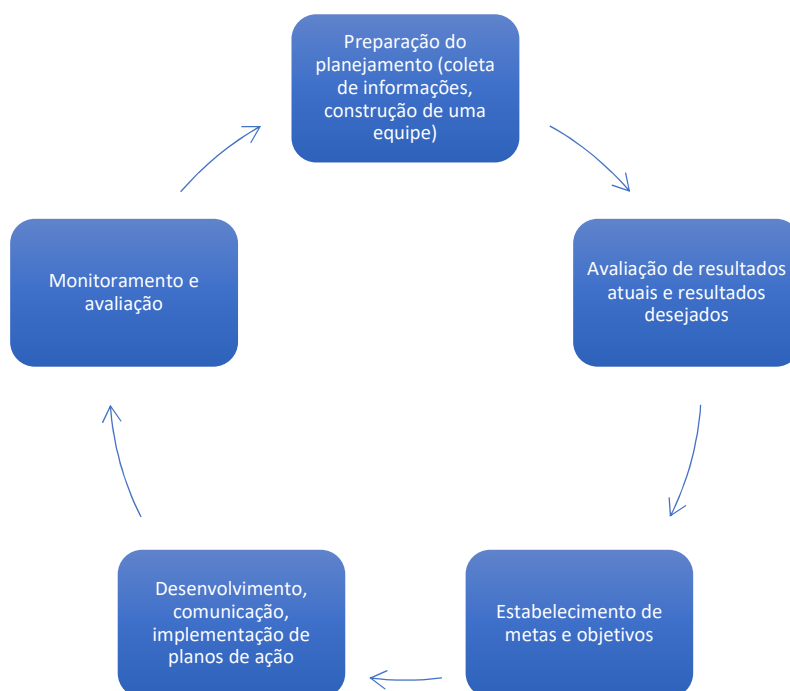 Preparação do
planejamento (coleta
de informações,
construção de uma
equipe)
Avaliação de resultados
atuais e resultados
desejados
Estabelecimento de
metas e objetivos
Desenvolvimento,
comunicação,
implementação de
planos de ação
Monitoramento e
avaliação